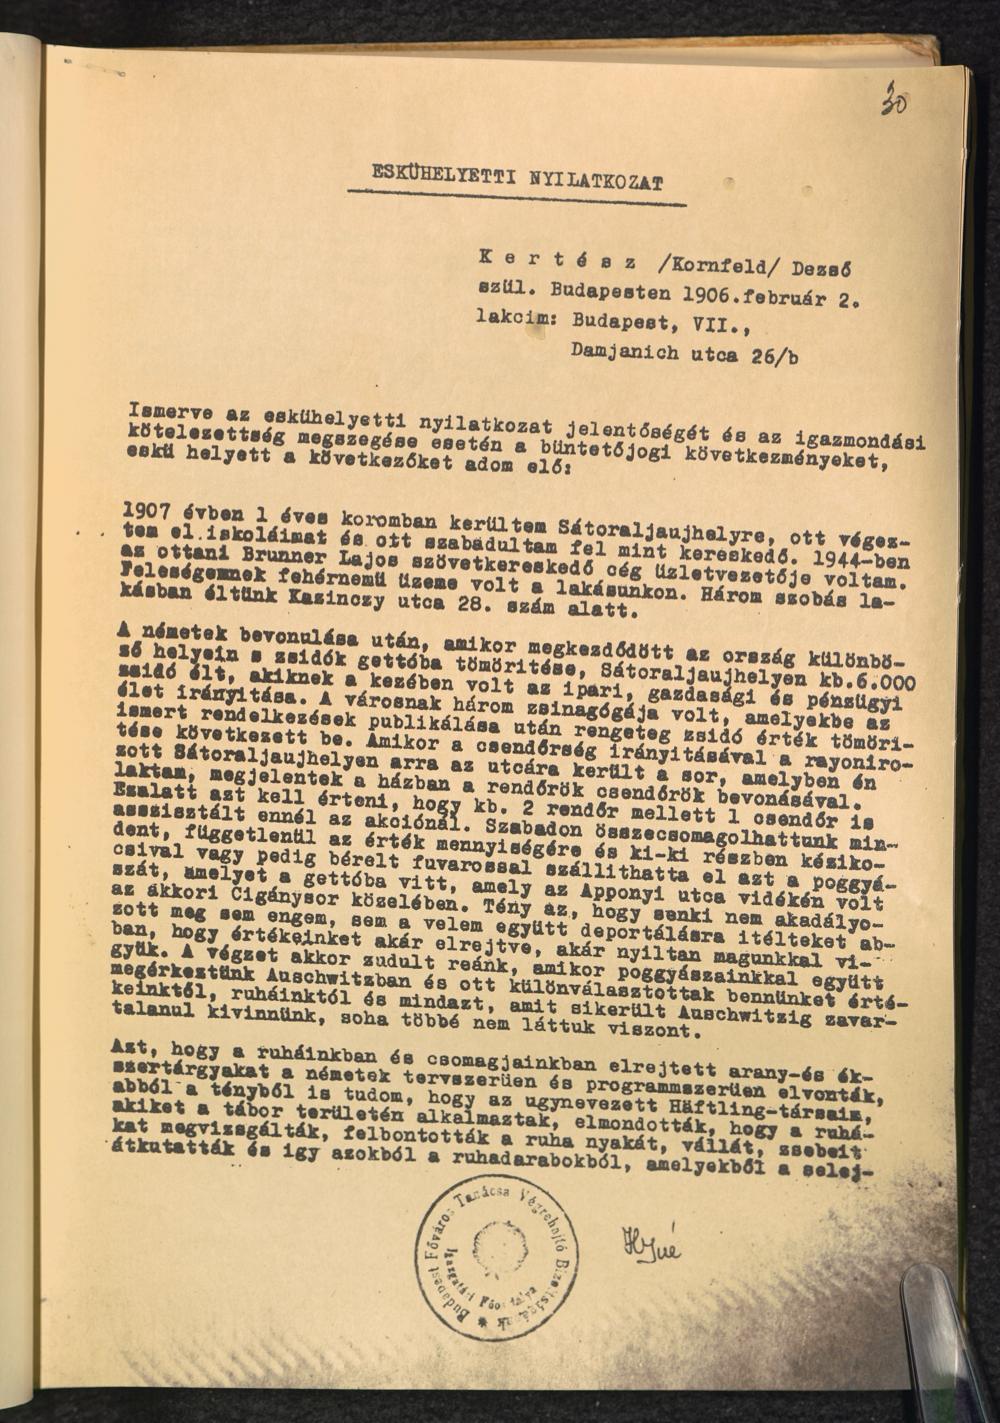 30
ESKÜHELYETTI NYILATKOZAT
K e r t é s z /Kornfeld/ Dezső
szül. Budapesten 1906.február 2.
lakcim: Budapest, VII.,
Damjanich utca 26/b
Ismerve az eskühelyetti nyilatkozat jelentőségét és az igazmondási
kötelezettség megszegése esetén a büntetőjogi következményeket,
eskü helyett a következőket adom elő:
1907 évben 1 éves koromban kerültem Sátoraljaujhelyre, ott végez-
tem el iskoláimat és ott szabadultam fel mint kereskedő. 1944-ben
az ottani Brunner Lajos szövetkereskedő cég üzletvezetője voltam.
Feleségemnek fehérnemü üzeme volt a lakásunkon. Három szobás la-
kásban éltünk Kazinczy utca 28. szám alatt.
A németek bevonulása után, amikor megkezdődött az ország különbö-
ső helyein s zsidók gettóba tömöritése, Sátoraljaujhelyen kb.6.000
zsidó élt, akiknek a kezében volt az ipari, gazdasági és pénzügyi
élet irányitása. A városnak három zsinagógája volt, amelyekbe az
ismert rendelkezések publikálása után rengeteg zsidó érték tömöri-
tése következett be. Amikor a csendőrség irányitásával a rayoniro-
zott Sátoraljaujhelyen arra az utcára került a sor, amelyben én
laktam, megjelentek a házban a rendőrök csendőrök bevonásával.
Ezalatt azt kell érteni, hogy kb. 2 rendőr mellett 1 csendőr is
asszisztált ennél az akciónál. Szabadon összecsomagolhattunk min-
dent, függetlenül az érték mennyiségére és ki-ki részben kéziko-
csival vagy pedig bérelt fuvarossal szállithatta el azt a poggyá-
szát, amelyet a gettóba vitt, amely az Apponyi utca vidékén volt
az akkori Cigánysor közelében. Tény az, hogy senki nem akadályo-
zott meg sem engem, sem a velem együtt deportálásra itélteket ab-
ban, hogy értékeinket akár elrejtve, akár nyiltan magunkkal vi-
gyük. A végzet akkor zudult reánk, amikor poggyászainkkal együtt
megérkeztünk Auschwitzban és ott különválasztottak bennünket érté-
keinktől, ruháinktól és mindazt, amit sikerült Auschwitzig zavar-
talanul kivinnünk, soha többé nem láttuk viszont.
Azt, hogy a ruháinkban és csomagjainkban elrejtett arany-és ék-
szertárgyakat a németek tervszerüen és programmszerüen elvonták,
abból a tényből is tudom, hogy az ugynevezett Häftling-társaim,
akiket a tábor területén alkalmaztak, elmondották, hogy a ruhá-
kat megvizsgálták, felbontották a ruha nyakát, vállát, zsebeit
átkutatták és igy azokból a ruhadarabokból, amelyekből a selej-
Budapest Főváros Tanácsa Végrehajtó Bizottságának
Igazgatási Főosztálya